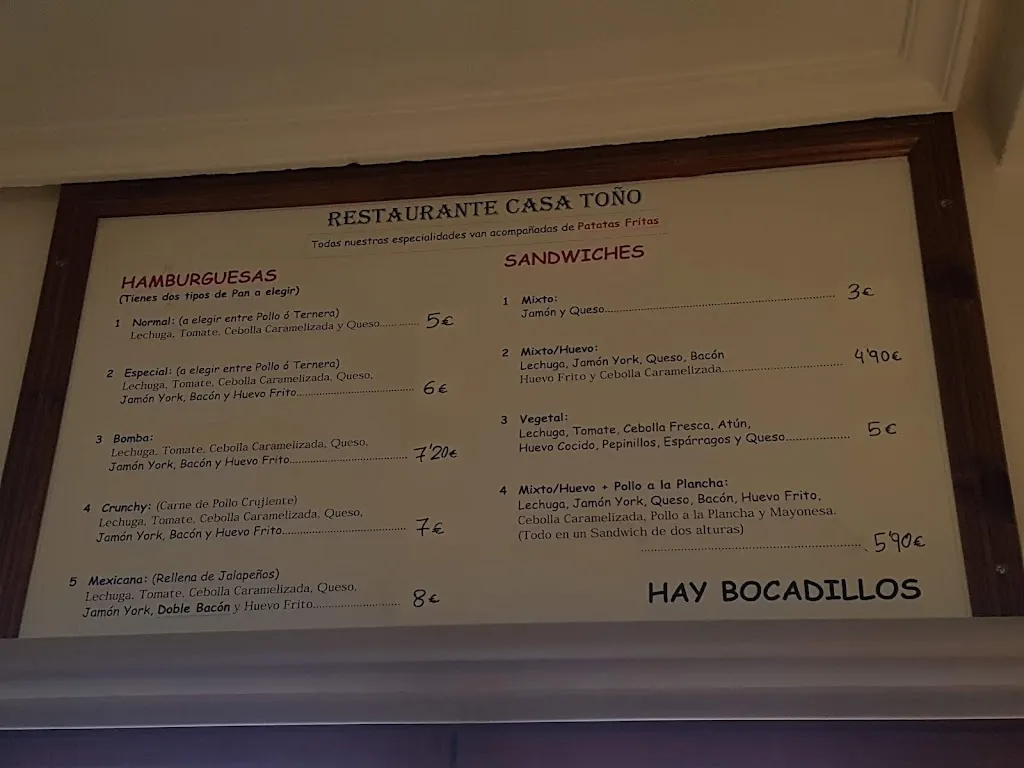 RESTAURANTE CASA TOÑO
Todas nuestras especialidades van acompañadas de Patatas Fritas
HAMBURGUESAS
(Tienes dos tipos de Pan a elegir)
1 Normal: (a elegir entre Pollo ó Ternera)
Lechuga, Tomate, Cebolla Caramelizada y Queso............ 5€
2 Especial: (a elegir entre Pollo ó Ternera)
Lechuga, Tomate, Cebolla Caramelizada, Queso,
Jamón York, Bacón y Huevo Frito.................................... 6€
3 Bomba:
Lechuga, Tomate, Cebolla Caramelizada, Queso,
Jamón York, Bacón y Huevo Frito.................................... 7'20€
4 Crunchy: (Carne de Pollo Crujiente)
Lechuga, Tomate, Cebolla Caramelizada, Queso,
Jamón York, Bacón y Huevo Frito.................................... 7€
5 Mexicana: (Rellena de Jalapeños)
Lechuga, Tomate, Cebolla Caramelizada, Queso,
Jamón York, Doble Bacón y Huevo Frito........................... 8€
SANDWICHES
1 Mixto:
Jamón y Queso.................................................................... 3€
2 Mixto/Huevo:
Lechuga, Jamón York, Queso, Bacón
Huevo Frito y Cebolla Caramelizada.................................... 4'90€
3 Vegetal:
Lechuga, Tomate, Cebolla Fresca, Atún,
Huevo Cocido, Pepinillos, Espárragos y Queso.................. 5€
4 Mixto/Huevo + Pollo a la Plancha:
Lechuga, Jamón York, Queso, Bacón, Huevo Frito,
Cebolla Caramelizada, Pollo a la Plancha y Mayonesa.
(Todo en un Sandwich de dos alturas)
.................................................................. 5'90€
HAY BOCADILLOS